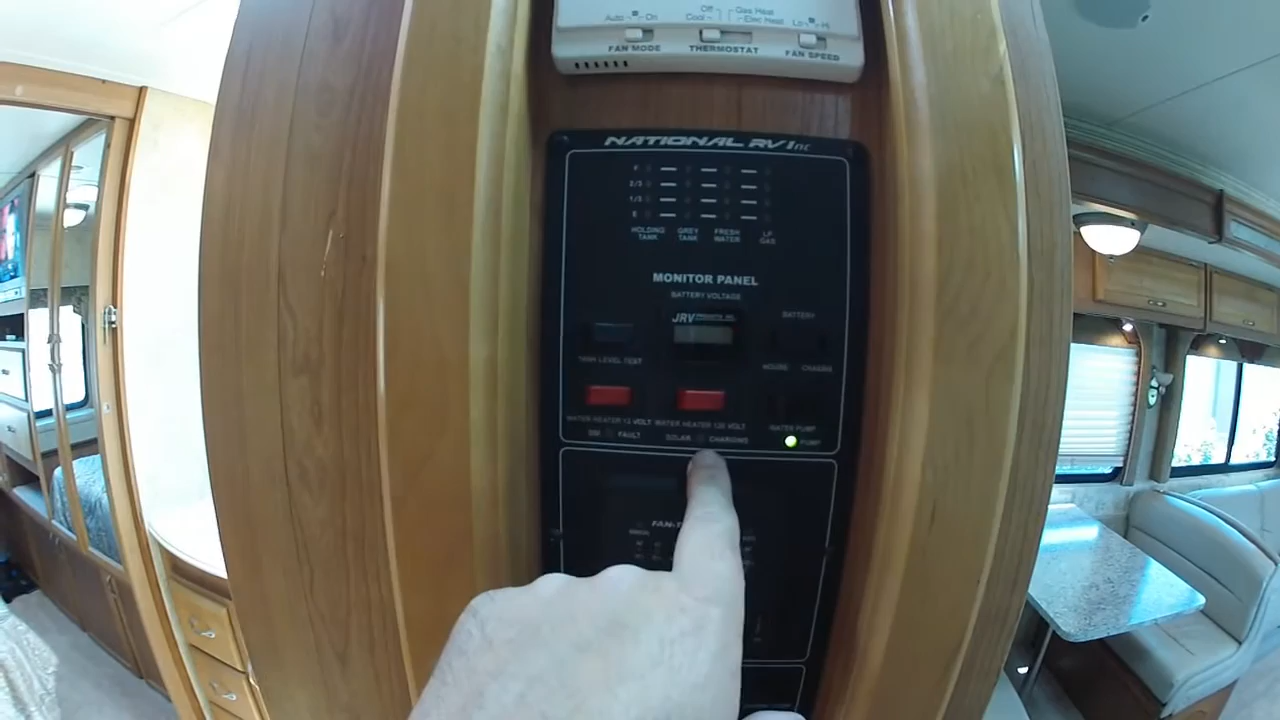 Off
Gas Heat
Auto On Cool Elec Heat Lo Hi
FAN MODE THERMOSTAT FAN SPEED
NATIONAL RV Inc
F
2/3
1/3
E
HOLDING TANK GREY TANK FRESH WATER LP GAS
MONITOR PANEL
BATTERY VOLTAGE
JRV PRODUCTS INC.
BATTERY
TANK LEVEL TEST
HOUSE CHASSIS
WATER HEATER 12 VOLT WATER HEATER 120 VOLT WATER PUMP
DSI FAULT SOLAR CHARGING PUMP